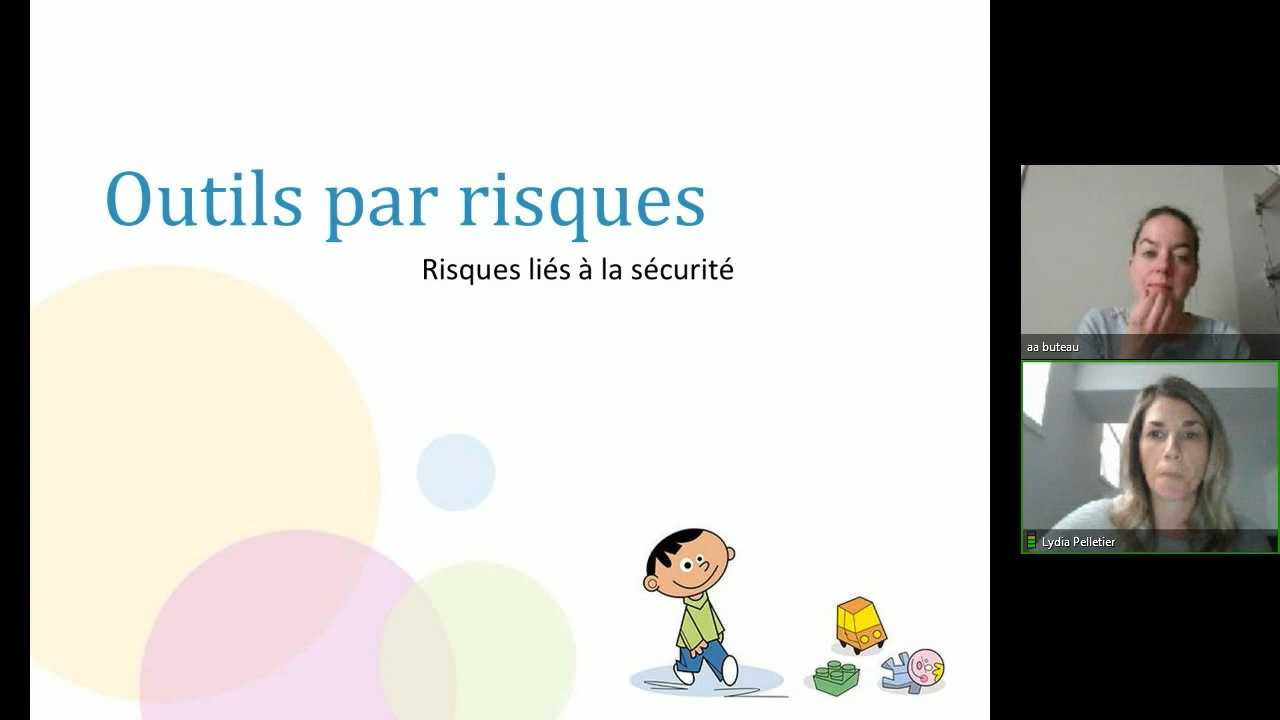 Outils par risques
Risques liés à la sécurité
aa buteau
Lydia Pelletier